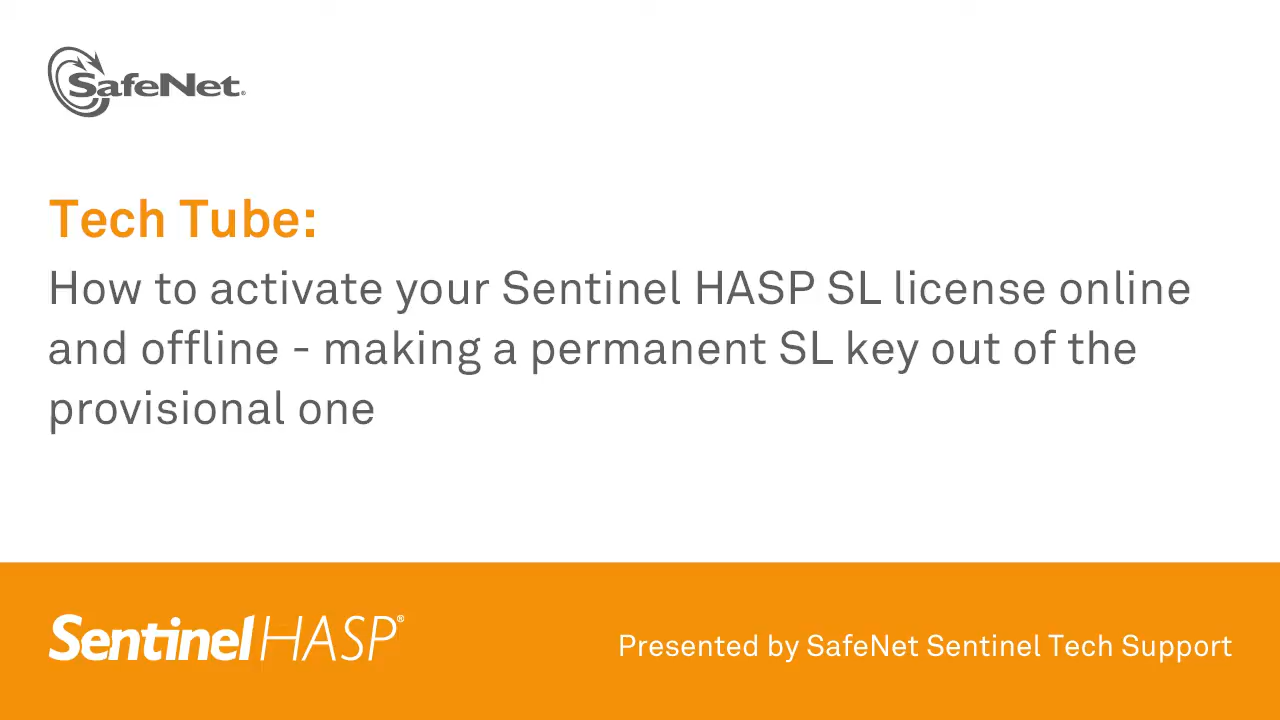 SafeNet®
Tech Tube:
How to activate your Sentinel HASP SL license online
and offline - making a permanent SL key out of the
provisional one
Sentinel HASP®
Presented by SafeNet Sentinel Tech Support